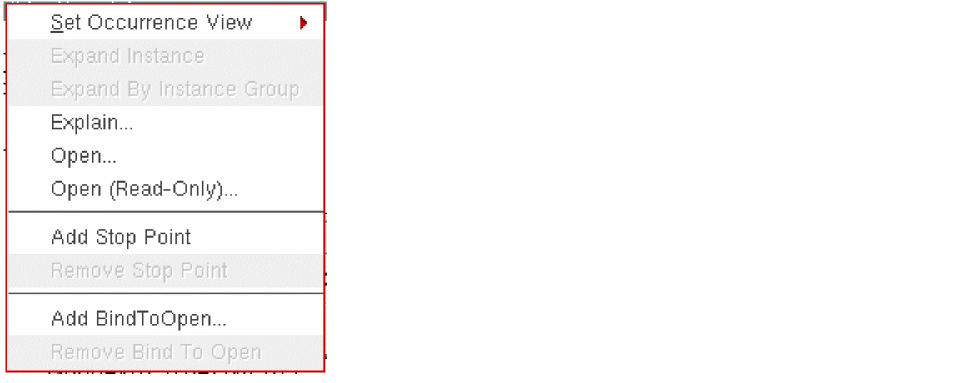 Set Occurrence View
Expand Instance
Expand By Instance Group
Explain...
Open...
Open (Read-Only)...
Add Stop Point
Remove Stop Point
Add BindToOpen...
Remove Bind To Open